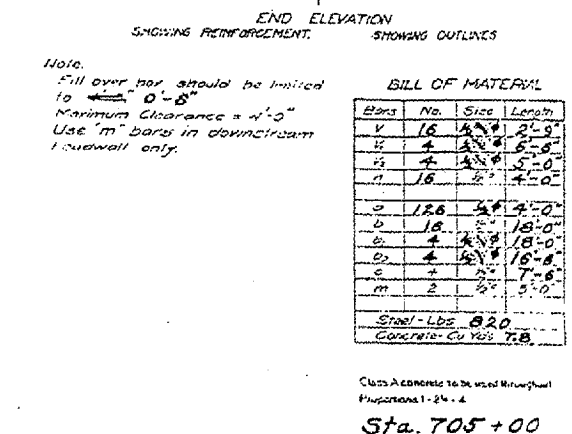 END ELEVATION
SHOWING REINFORCEMENT. SHOWING OUTLINES
Note.
Fill over box should be limited
to 0'-6"
Maximum Clearance = 4'-0"
Use "m" bars in downstream
headwall only.
BILL OF MATERIAL
Bars No. Size Length
V 16 2'-9"
V₁ 4 6'-6"
V₂ 4 5'-0"
n 16 4'-0"
a 126 4'-0"
b 18 18'-0"
b₁ 4 18'-0"
b₂ 4 16'-8"
c 4 7'-6"
m 2 5'-0"
Steel-Lbs 820
Concrete-Cu Yds 7.8
Class A concrete to be used throughout
Proportions 1 - 2½ - 4
Sta. 705+00